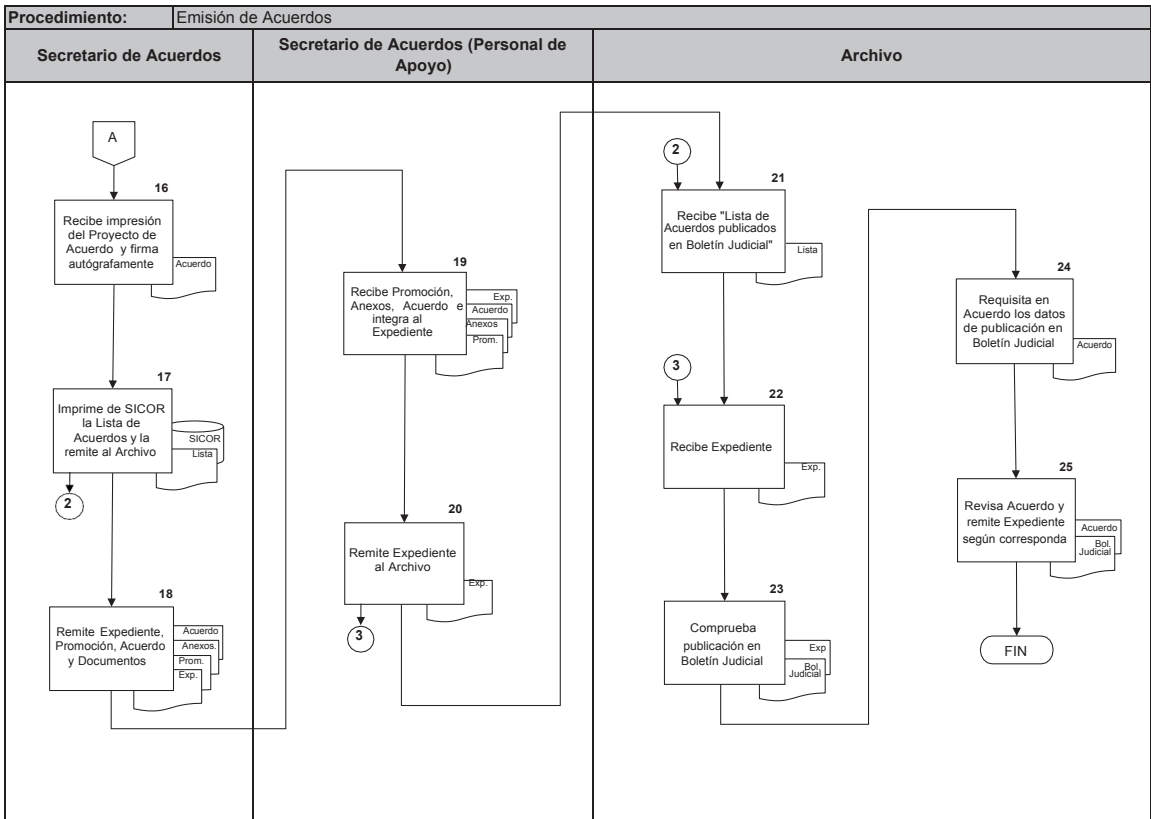 Procedimiento: Emisión de Acuerdos
Secretario de Acuerdos
Secretario de Acuerdos (Personal de
Apoyo)
Archivo
A
16
Recibe impresión
del Proyecto de
Acuerdo y firma
autógrafamente
Acuerdo
17
Imprime de SICOR
la Lista de
Acuerdos y la
remite al Archivo
SICOR
Lista
2
18
Remite Expediente,
Promoción, Acuerdo
y Documentos
Acuerdo
Anexos.
Prom.
Exp.
19
Recibe Promoción,
Anexos, Acuerdo e
integra al
Expediente
Exp.
Acuerdo
Anexos
Prom.
20
Remite Expediente
al Archivo
Exp.
3
2
21
Recibe "Lista de
Acuerdos publicados
en Boletín Judicial"
Lista
3
22
Recibe Expediente
Exp.
23
Comprueba
publicación en
Boletín Judicial
Exp
Bol.
Judicial
24
Requisita en
Acuerdo los datos
de publicación en
Boletín Judicial
Acuerdo
25
Revisa Acuerdo y
remite Expediente
según corresponda
Acuerdo
Bol.
Judicial
FIN